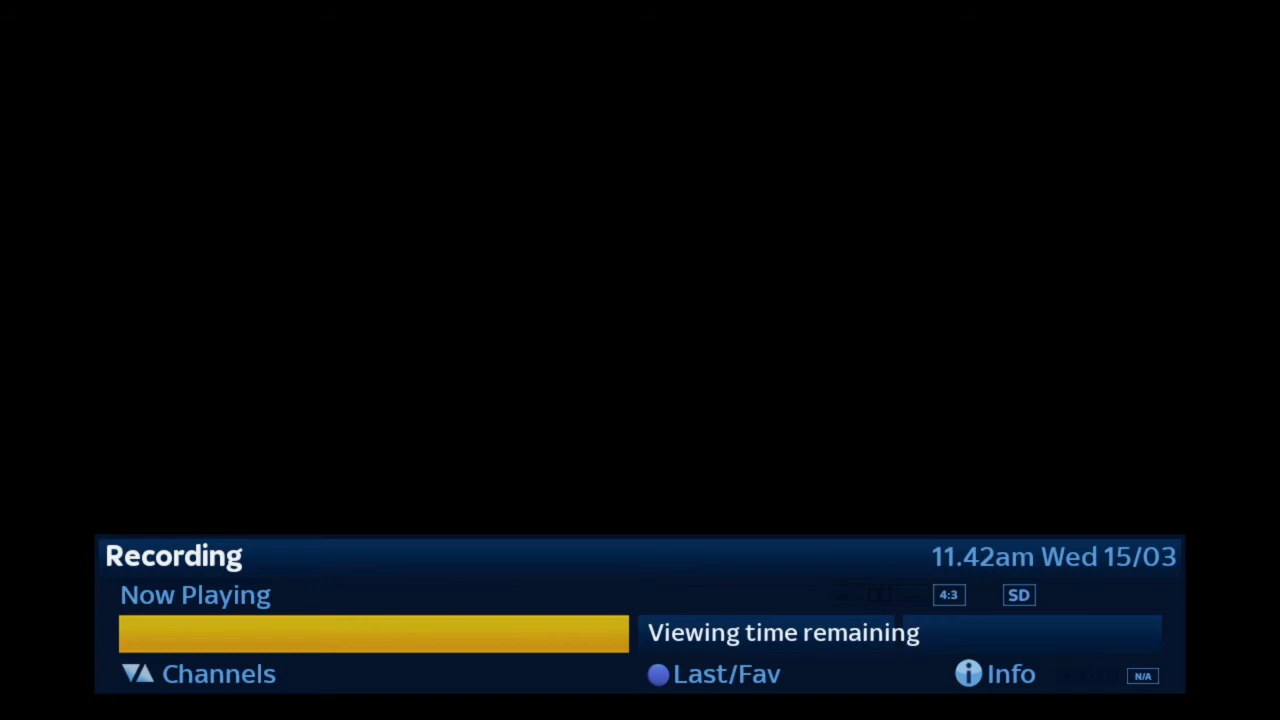 Recording 11.42am Wed 15/03
Now Playing 4:3 SD
Viewing time remaining
Channels Last/Fav i Info N/A